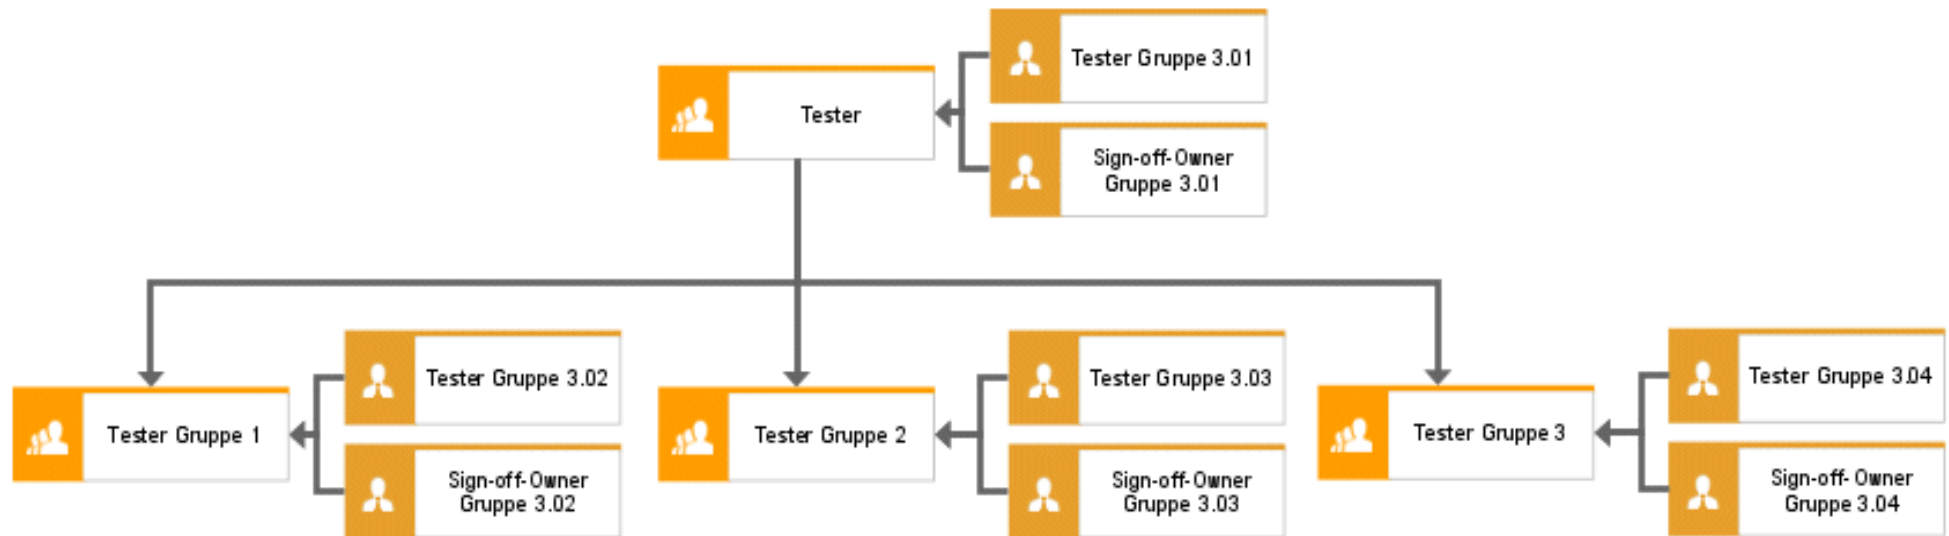 Tester Gruppe 3.01
Tester
Sign-off-Owner
Gruppe 3.01
Tester Gruppe 3.02
Tester Gruppe 1
Sign-off-Owner
Gruppe 3.02
Tester Gruppe 3.03
Tester Gruppe 2
Sign-off-Owner
Gruppe 3.03
Tester Gruppe 3.04
Tester Gruppe 3
Sign-off-Owner
Gruppe 3.04